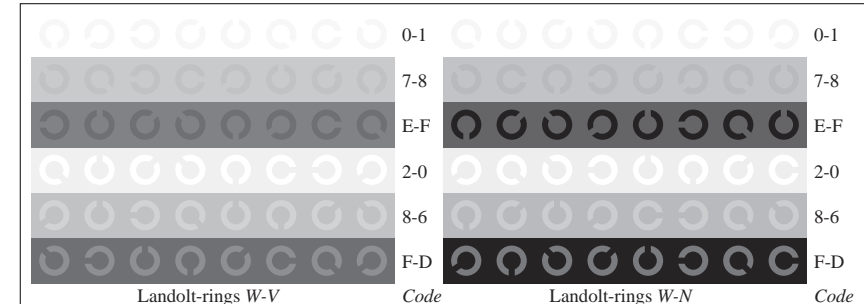 0-1 0-1
7-8 7-8
E-F E-F
2-0 2-0
8-6 8-6
F-D F-D
Landolt-rings W-V Code Landolt-rings W-N Code